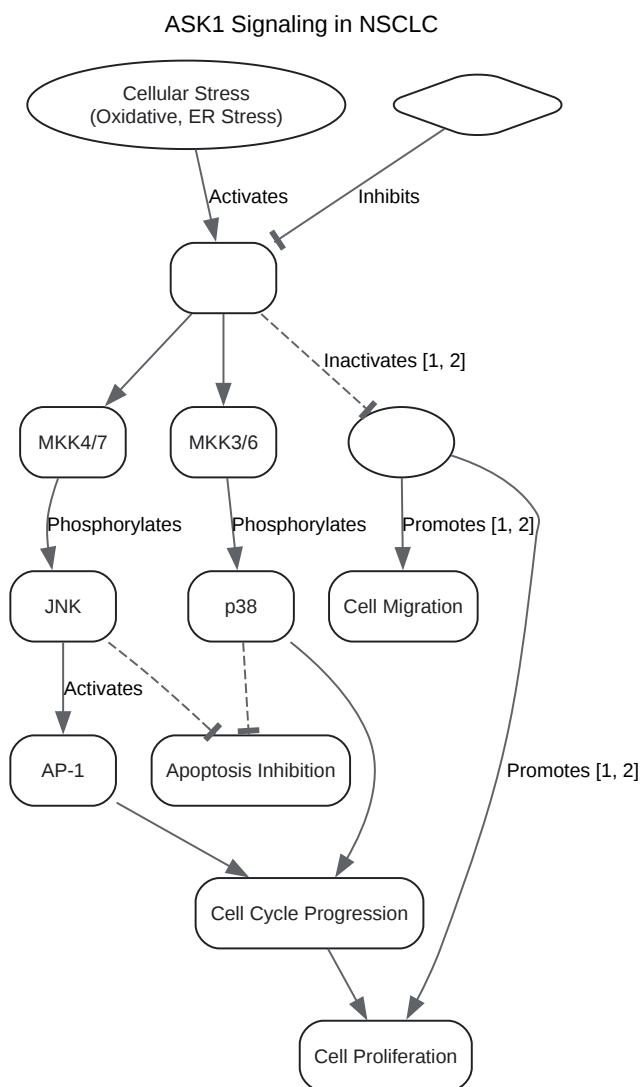 ASK1 Signaling in NSCLC
Cellular Stress
(Oxidative, ER Stress)
Activates
Inhibits
Inactivates [1, 2]
MKK4/7
MKK3/6
Phosphorylates
Phosphorylates
Promotes [1, 2]
JNK
p38
Cell Migration
Activates
AP-1
Apoptosis Inhibition
Promotes [1, 2]
Cell Cycle Progression
Cell Proliferation